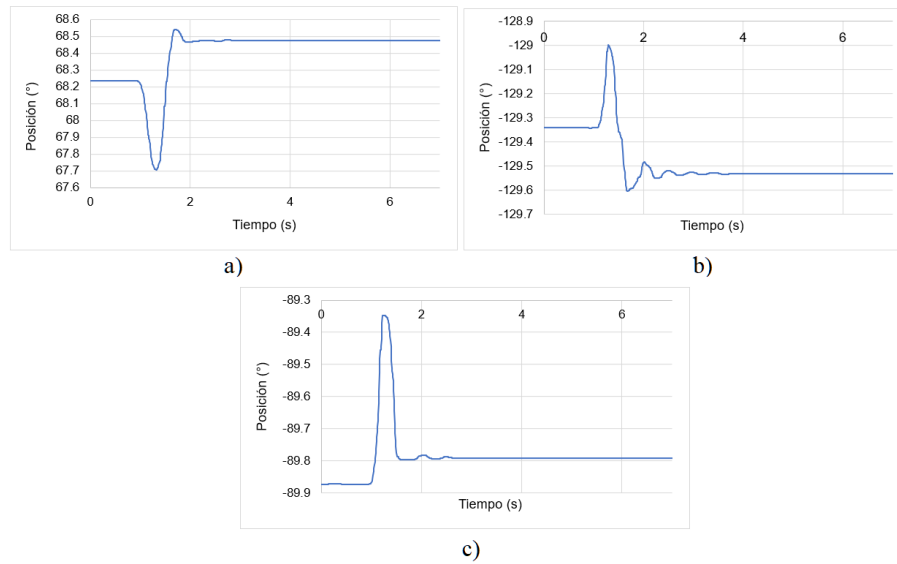 68.6
68.5
68.4
68.3
68.2
68.1
68
67.9
67.8
67.7
67.6
Posición (°)
0 2 4 6
Tiempo (s)
a)
-128.9
-129
-129.1
-129.2
-129.3
-129.4
-129.5
-129.6
-129.7
Posición (°)
0 2 4 6
Tiempo (s)
b)
-89.3
-89.4
-89.5
-89.6
-89.7
-89.8
-89.9
Posición (°)
0 2 4 6
Tiempo (s)
c)